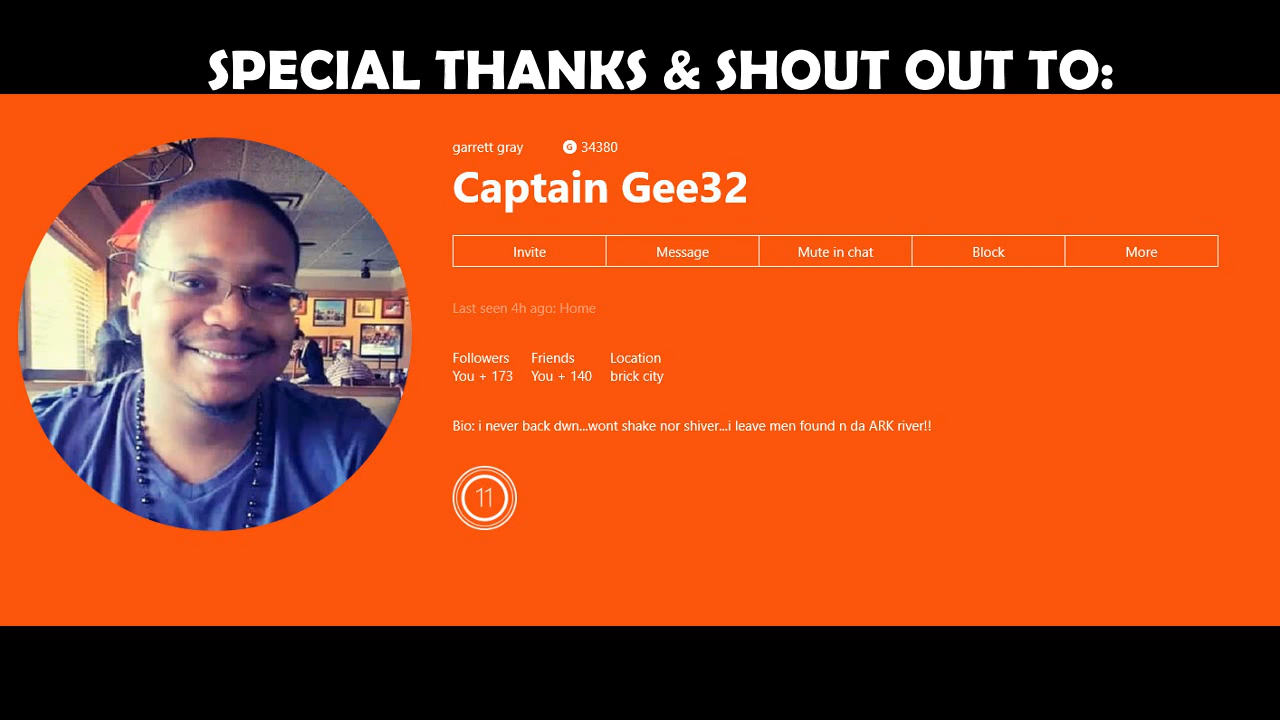 SPECIAL THANKS & SHOUT OUT TO:
garrett gray G 34380
Captain Gee32
Invite Message Mute in chat Block More
Last seen 4h ago: Home
Followers Friends Location
You + 173 You + 140 brick city
Bio: i never back dwn...wont shake nor shiver...i leave men found n da ARK river!!
11